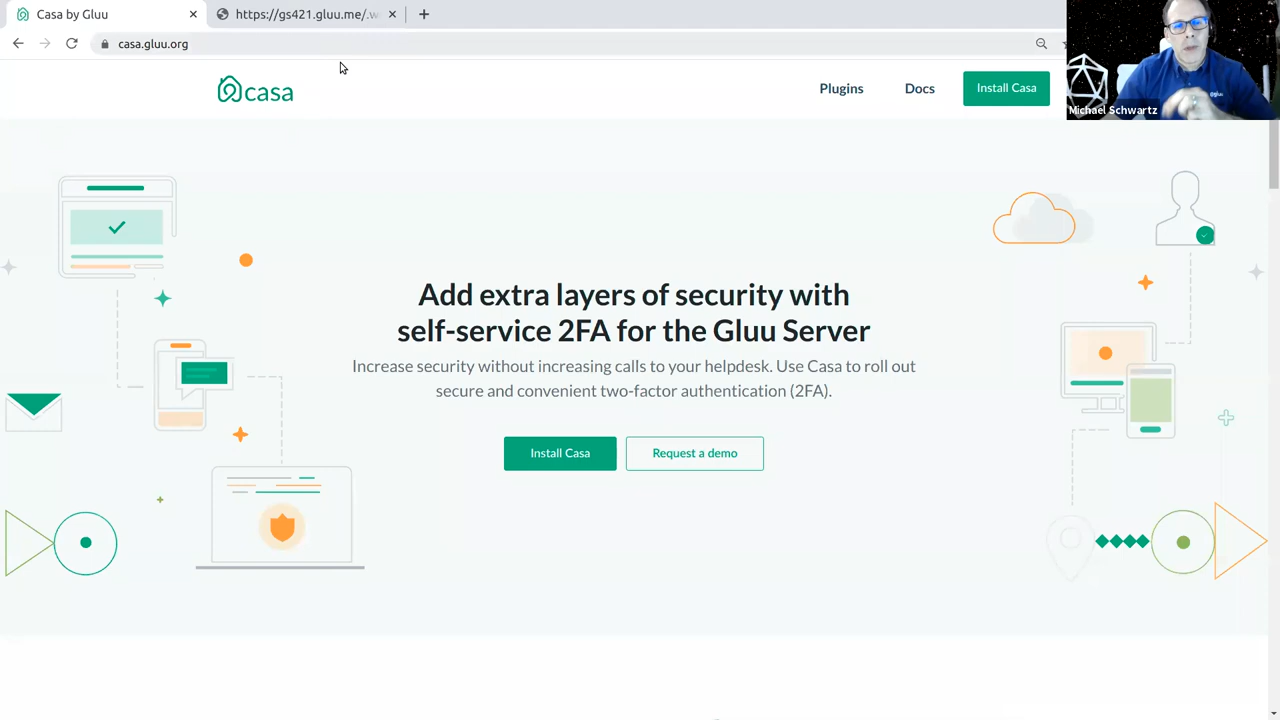 Casa by Gluu
https://gs421.gluu.me/.w
casa.gluu.org
casa
Plugins
Docs
Install Casa
Michael Schwartz
gluu
Add extra layers of security with
self-service 2FA for the Gluu Server
Increase security without increasing calls to your helpdesk. Use Casa to roll out
secure and convenient two-factor authentication (2FA).
Install Casa
Request a demo